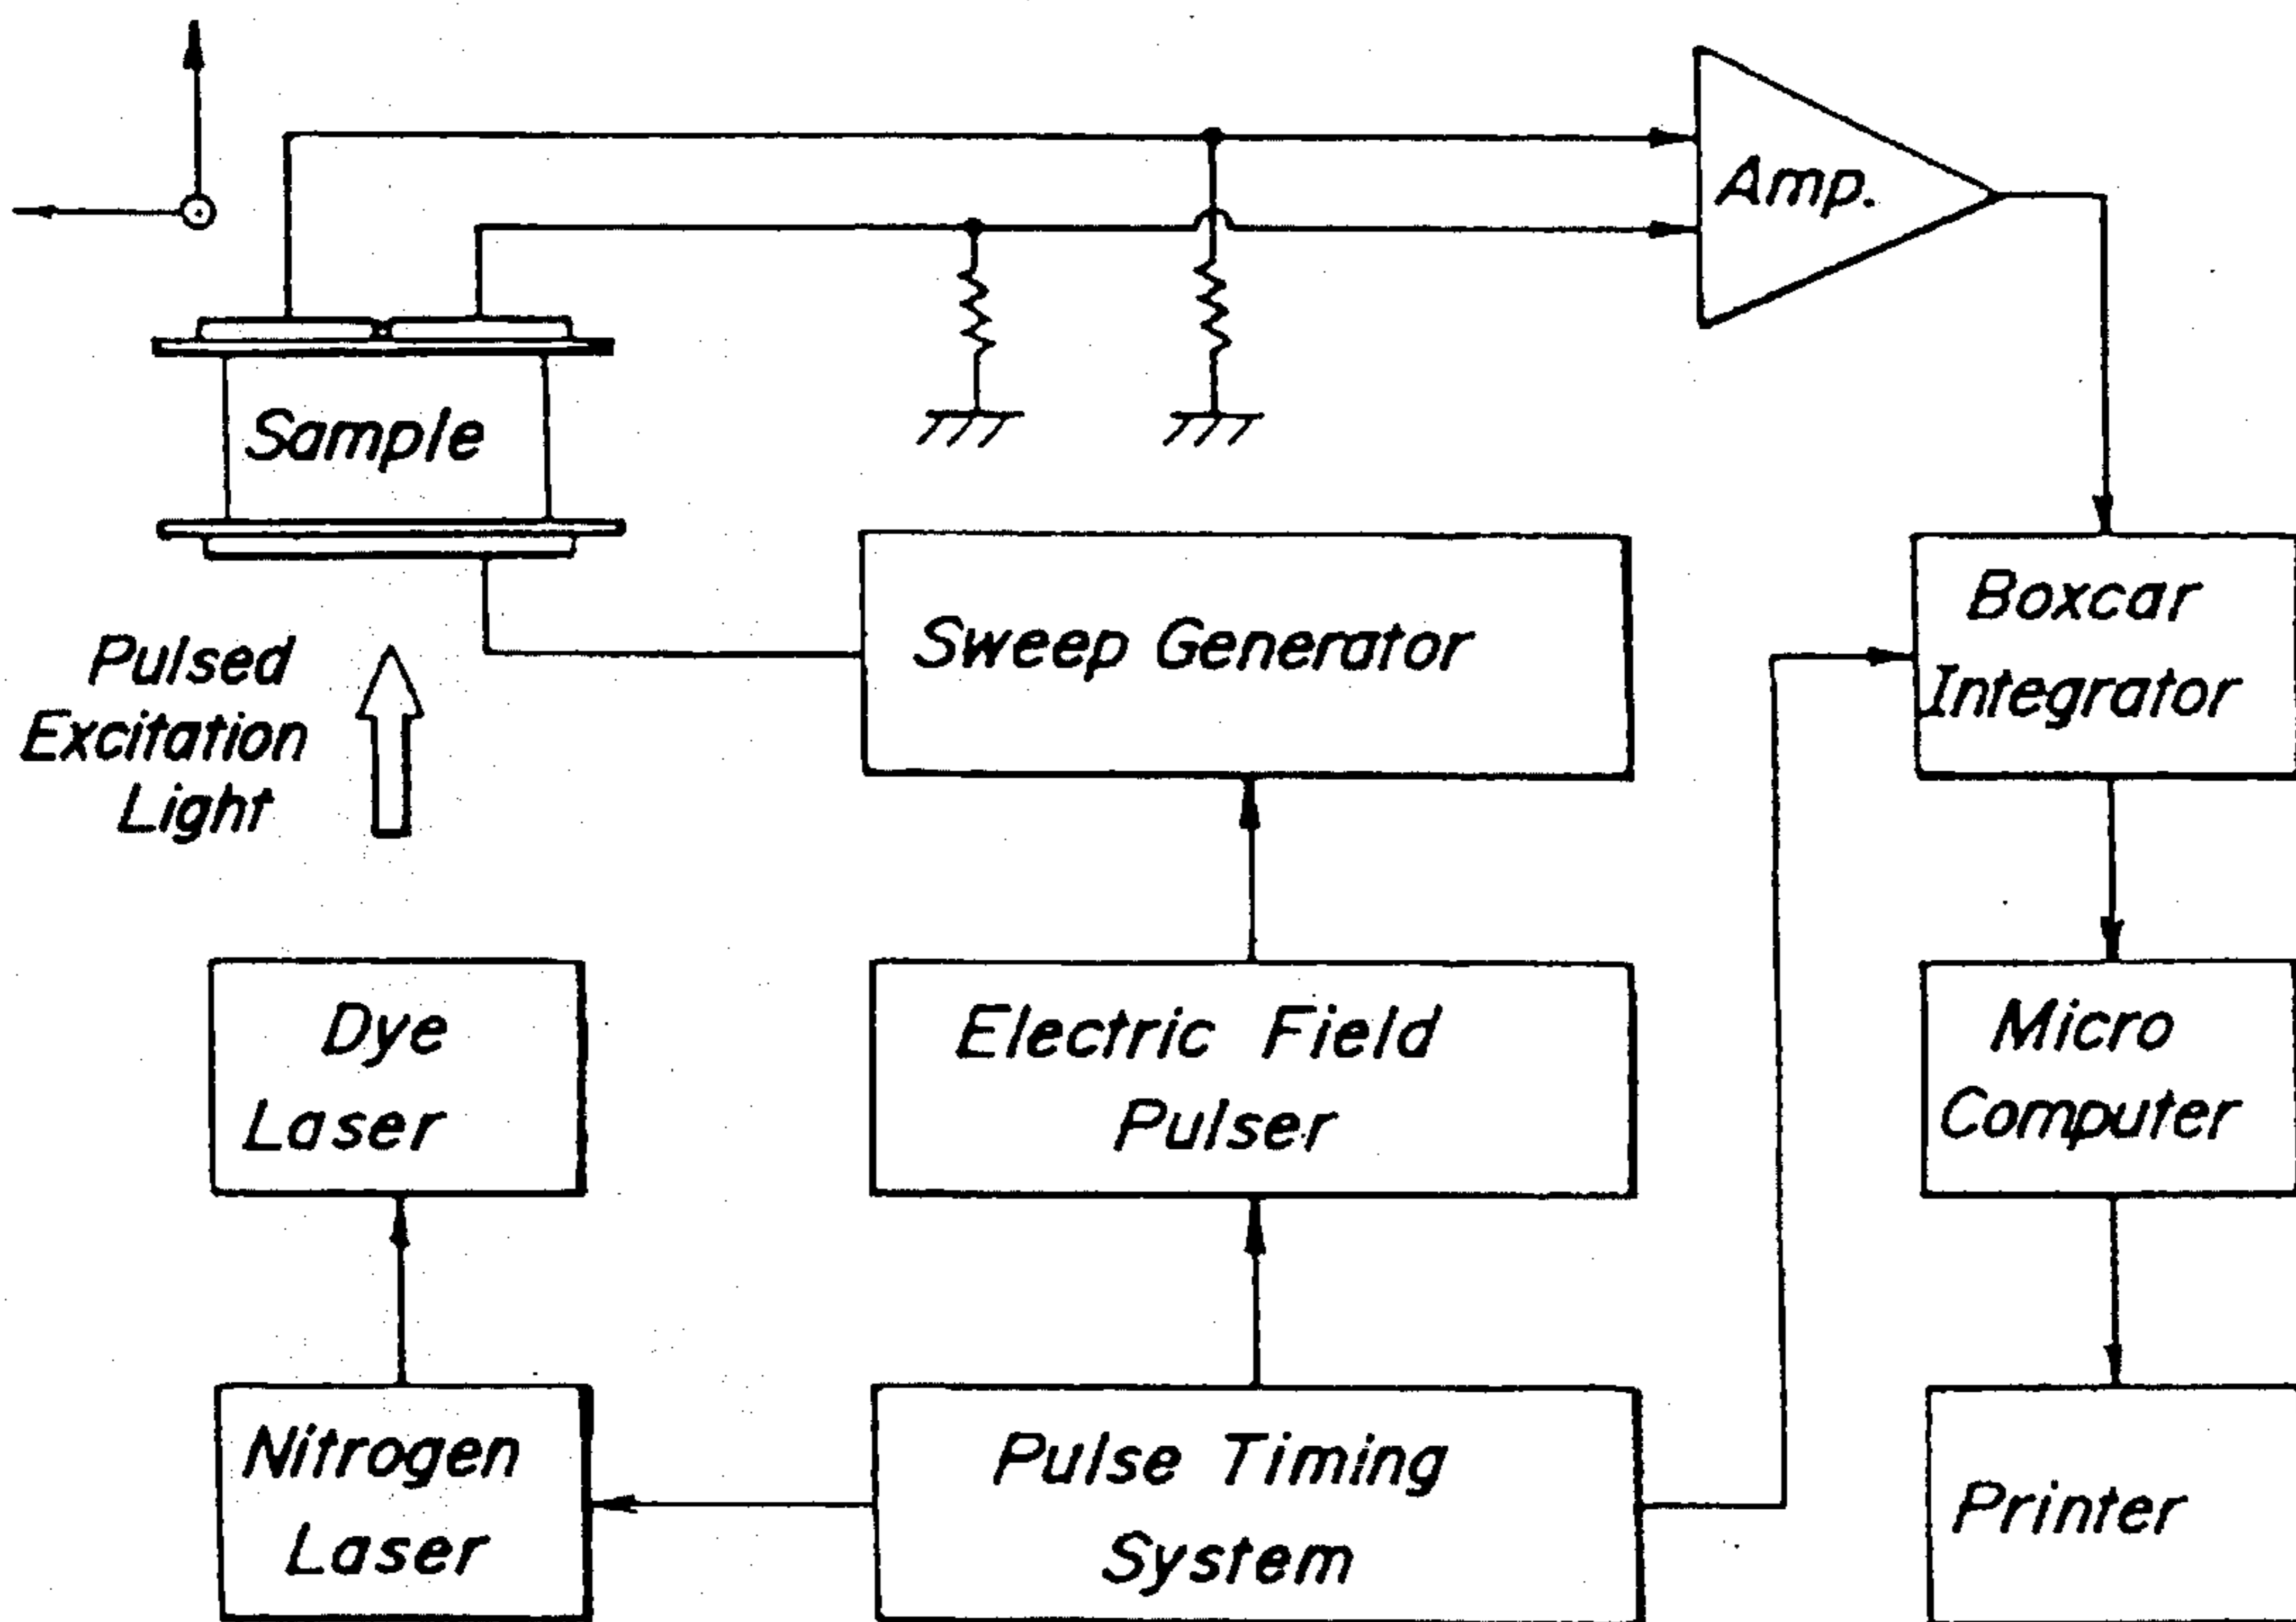 Amp.
Sample
Sweep Generator
Boxcar
Integrator
Pulsed
Excitation
Light
Dye
Laser
Electric Field
Pulser
Micro
Computer
Nitrogen
Laser
Pulse Timing
System
Printer